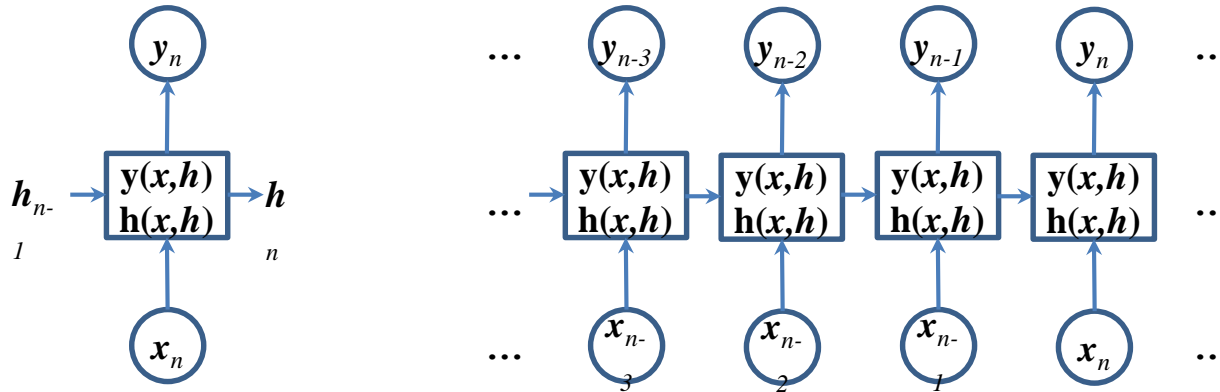 yn
y(x,h)
h(x,h)
hn-
1
h
n
xn
… yn-3 yn-2 yn-1 yn ..
… y(x,h) y(x,h) y(x,h) y(x,h) ..
h(x,h) h(x,h) h(x,h) h(x,h)
… xn- xn- xn- xn ..
3 2 1